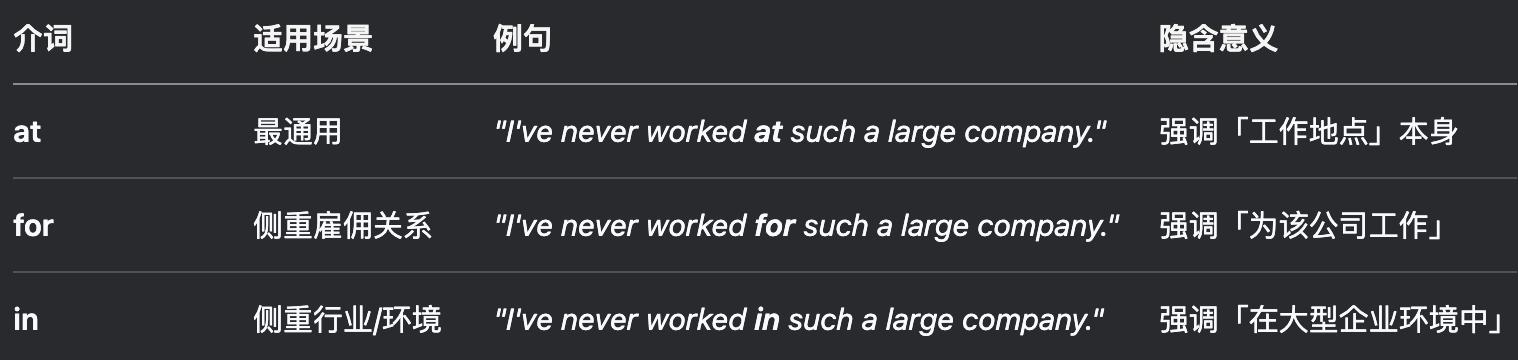 介词 适用场景 例句 隐含意义
at 最通用 "I've never worked at such a large company." 强调「工作地点」本身
for 侧重雇佣关系 "I've never worked for such a large company." 强调「为该公司工作」
in 侧重行业/环境 "I've never worked in such a large company." 强调「在大型企业环境中」